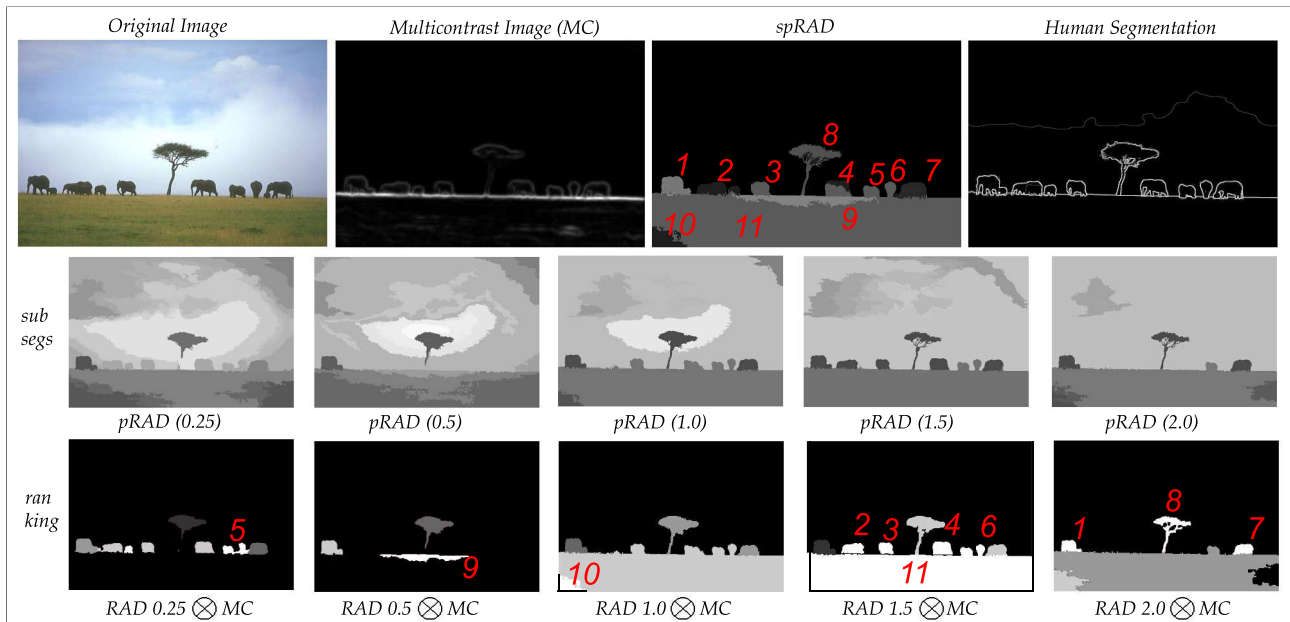 Original Image
Multicontrast Image (MC)
spRAD
Human Segmentation
1 2 3 8 4 5 6 7
10 11 9
sub
segs
pRAD (0.25)
pRAD (0.5)
pRAD (1.0)
pRAD (1.5)
pRAD (2.0)
ran
king
5
9
10
2 3 4 6
11
1 8 7
RAD 0.25 ⊗ MC
RAD 0.5 ⊗ MC
RAD 1.0 ⊗ MC
RAD 1.5 ⊗ MC
RAD 2.0 ⊗ MC